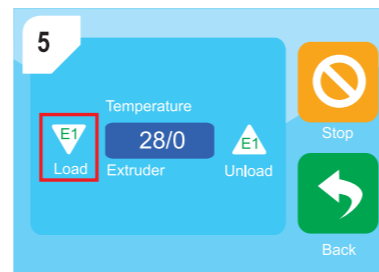 5
Temperature
E1 28/0 E1
Load Extruder Unload
Stop
Back